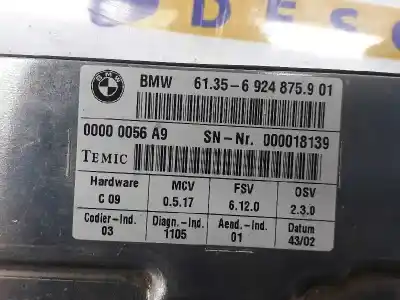 DESG
BMW 61.35-6 924 875.9 01
0000 0056 A9 SN-Nr. 000018139
TEMIC
Hardware MCV FSV OSV
C 09 0.5.17 6.12.0 2.3.0
Codier-Ind. Diagn.-Ind. Aend.-Ind. Datum
03 1105 01 43/02